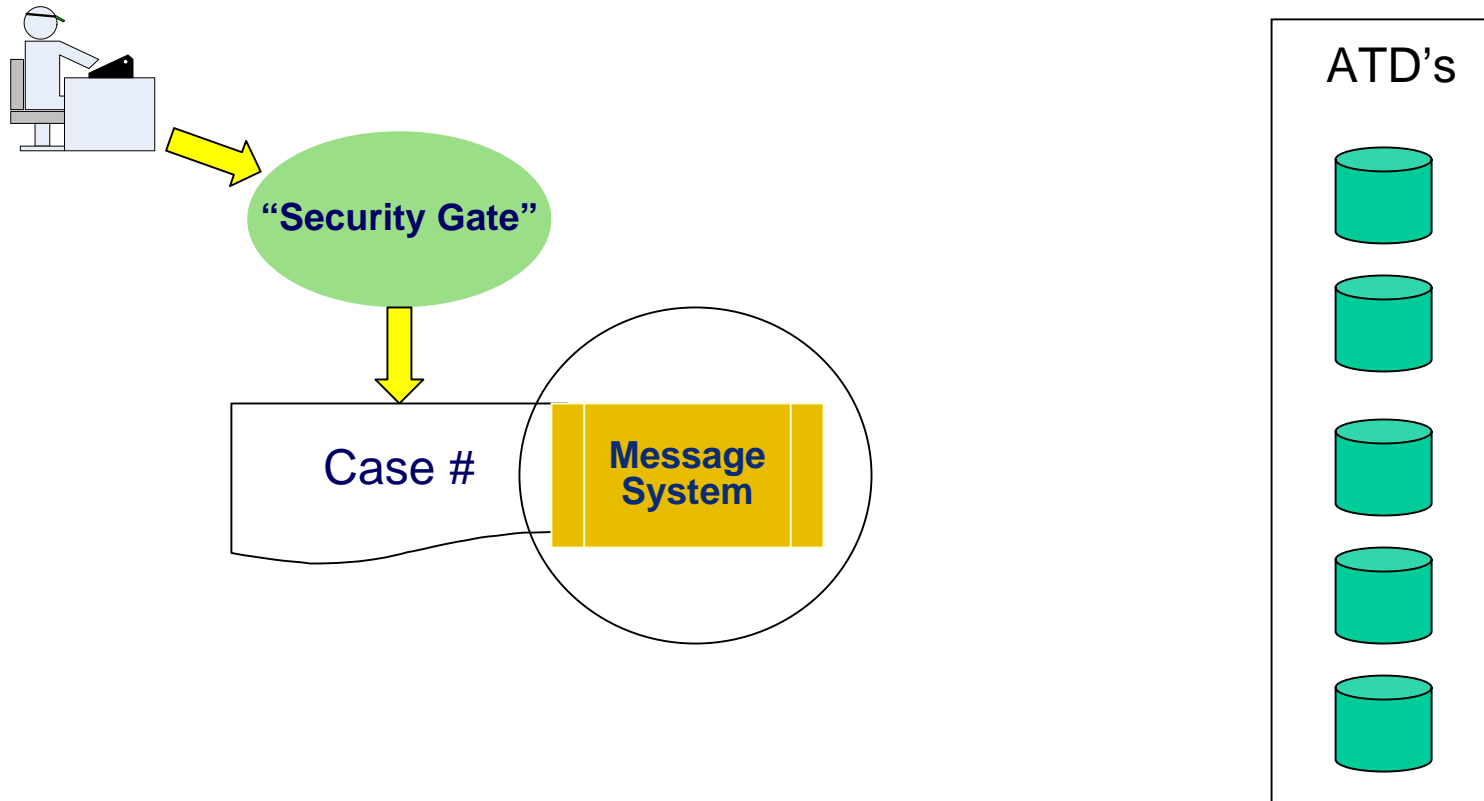 ATD’s
“Security Gate”
Case #
Message
System